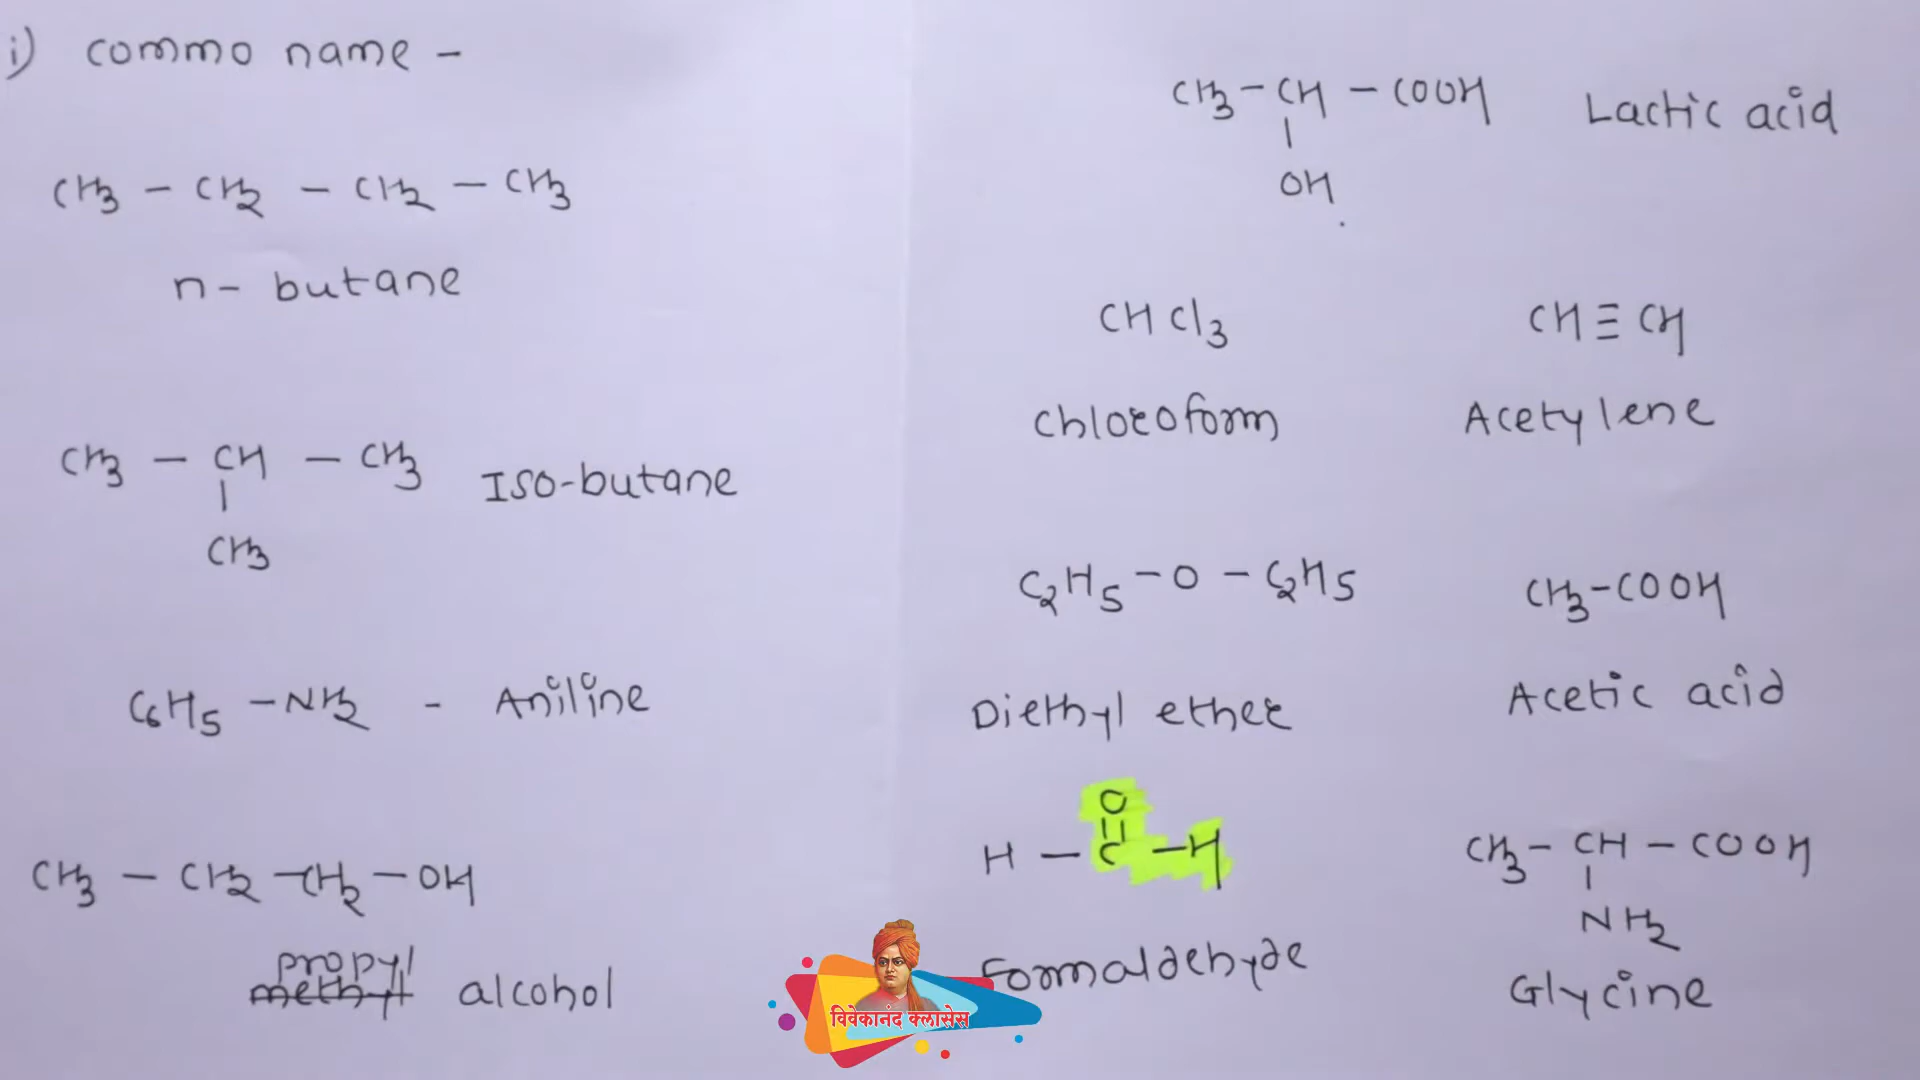 i) commo name -
CH3 - CH2 - CH2 - CH3
n- butane
CH3 - CH - CH3 Iso-butane
|
CH3
C6H5 - NH2 - Aniline
CH3 - CH2 - CH2 - OH
propyl
methyl alcohol
CH3 - CH - COOH Lactic acid
|
OH
CHCl3 CH ≡ CH
Chloroform Acetylene
C2H5 - O - C2H5 CH3-COOH
Diethyl ether Acetic acid
O
||
H - C - H CH3 - CH - COOH
|
NH2
Formaldehyde Glycine
विवेकानंद क्लासेस